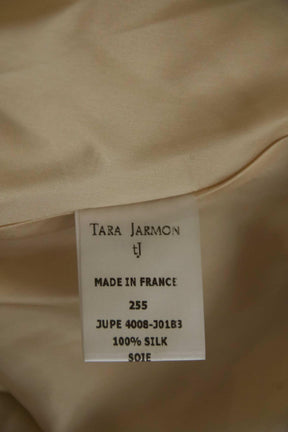 TARA JARMON
tJ
MADE IN FRANCE
255
JUPE 4008-J0183
100% SILK
SOIE